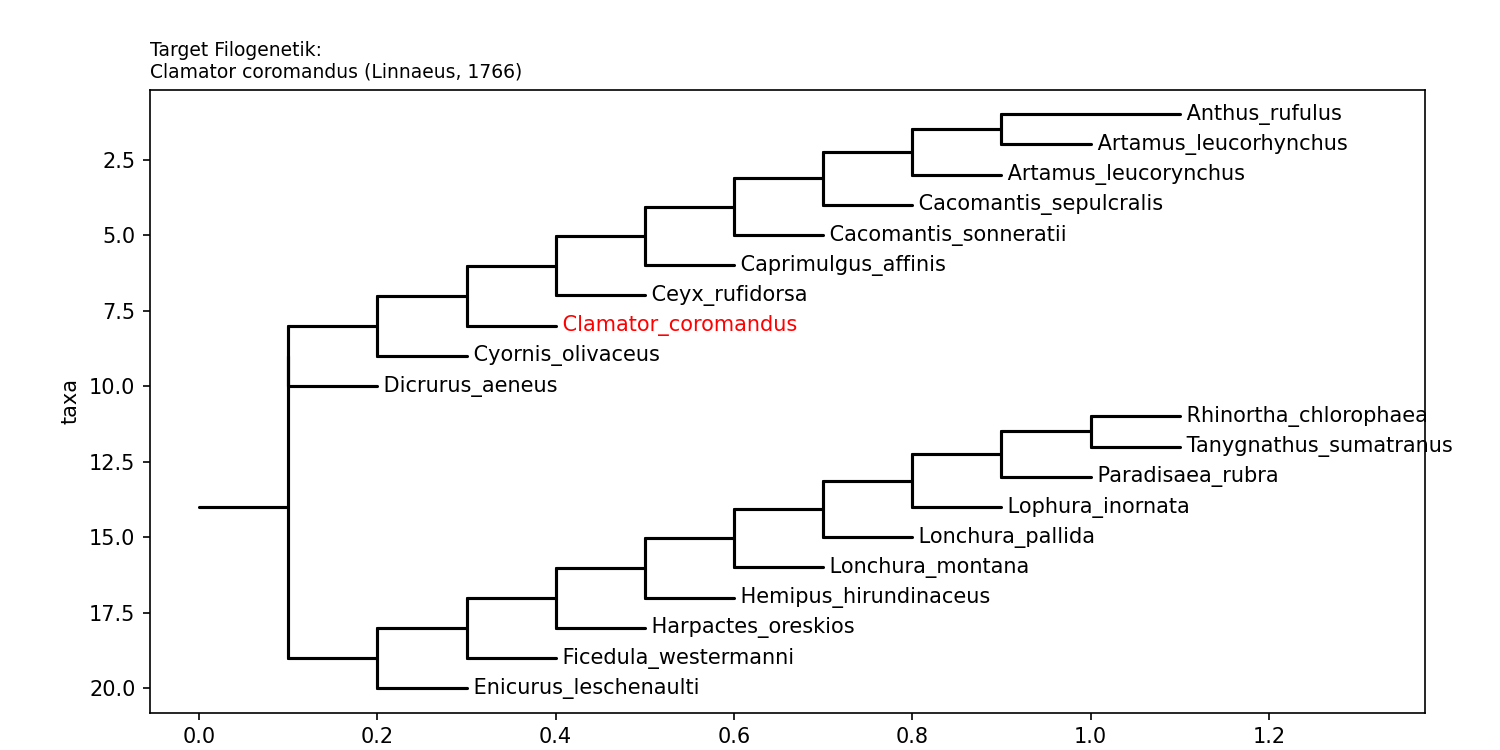 Target Filogenetik:
Clamator coromandus (Linnaeus, 1766)
Anthus_rufulus
Artamus_leucorhynchus
2.5
Artamus_leucorynchus
Cacomantis_sepulcralis
5.0
Cacomantis_sonneratii
Caprimulgus_affinis
Ceyx_rufidorsa
7.5
Clamator_coromandus
Cyornis_olivaceus
10.0
Dicrurus_aeneus
taxa
Rhinortha_chlorophaea
Tanygnathus_sumatranus
12.5
Paradisaea_rubra
Lophura_inornata
15.0
Lonchura_pallida
Lonchura_montana
Hemipus_hirundinaceus
17.5
Harpactes_oreskios
Ficedula_westermanni
20.0
Enicurus_leschenaulti
0.0 0.2 0.4 0.6 0.8 1.0 1.2